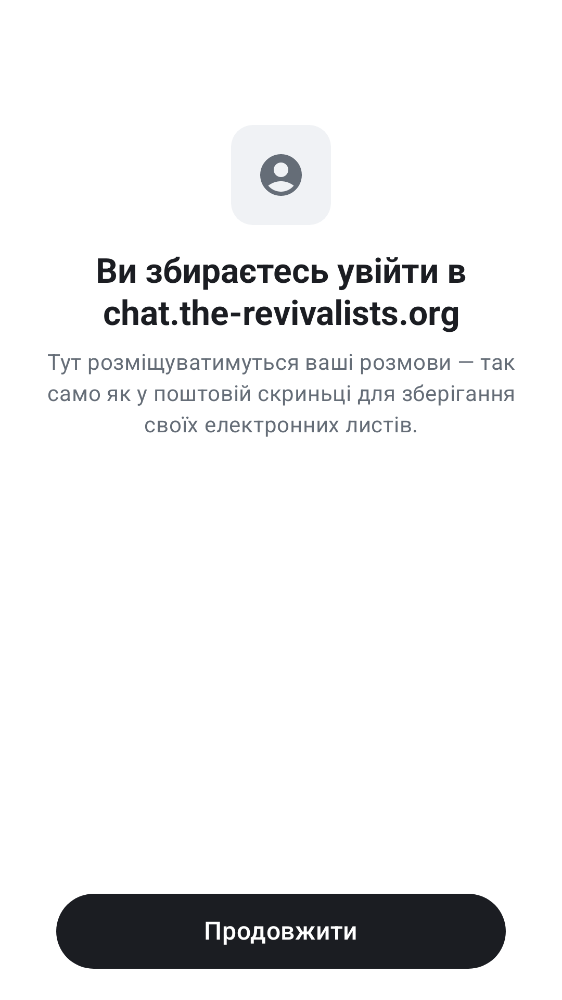 Ви збираєтесь увійти в
chat.the-revivalists.org
Тут розміщуватимуться ваші розмови — так
само як у поштовій скриньці для зберігання
своїх електронних листів.
Продовжити